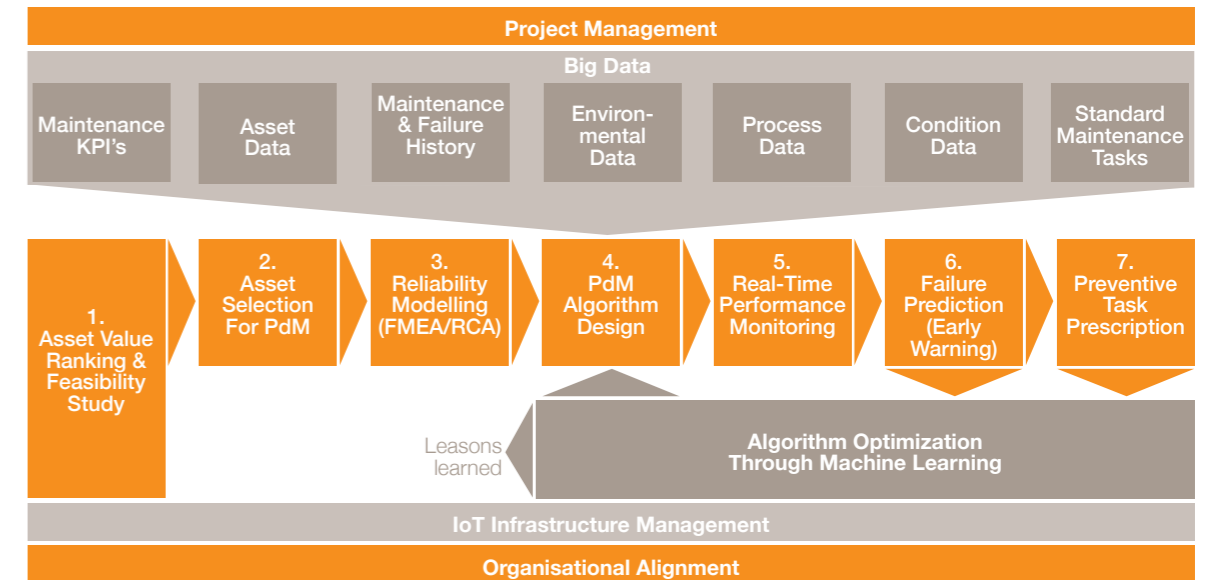 Project Management
Big Data
Maintenance
KPI's
Asset
Data
Maintenance
& Failure
History
Environ-
mental
Data
Process
Data
Condition
Data
Standard
Maintenance
Tasks
1.
Asset Value
Ranking &
Feasibility
Study
2.
Asset
Selection
For PdM
3.
Reliability
Modelling
(FMEA/RCA)
4.
PdM
Algorithm
Design
5.
Real-Time
Performance
Monitoring
6.
Failure
Prediction
(Early
Warning)
7.
Preventive
Task
Prescription
Leasons
learned
Algorithm Optimization
Through Machine Learning
IoT Infrastructure Management
Organisational Alignment